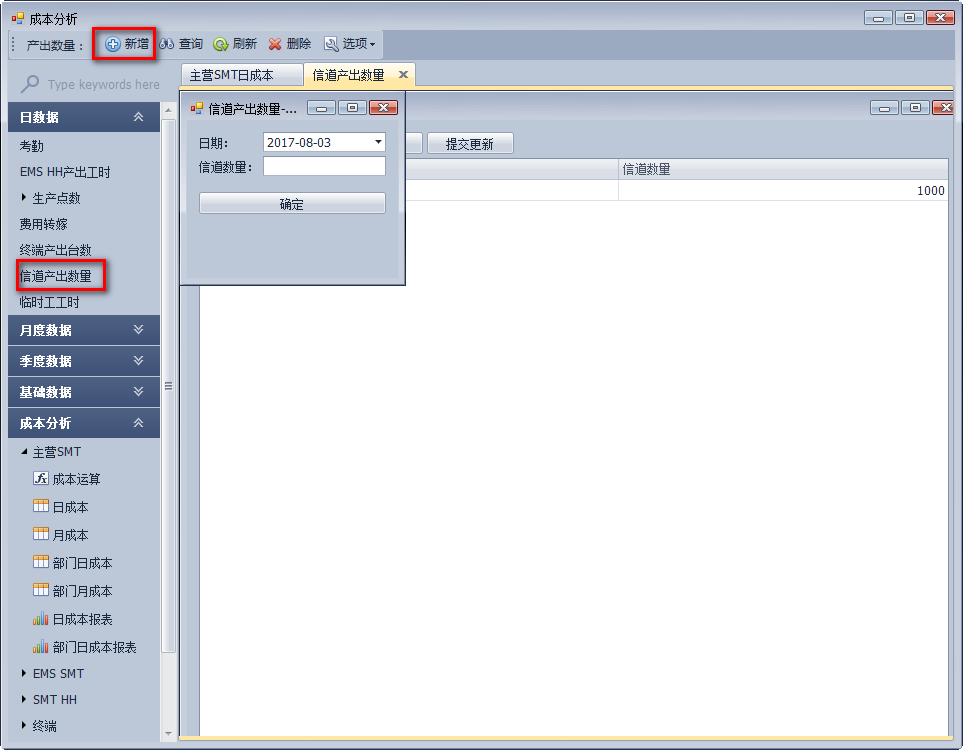 成本分析
产出数量： 新增 查询 刷新 删除 选项
Type keywords here
主营SMT日成本 信道产出数量
日数据
考勤
EMS HH产出工时
生产点数
费用转嫁
终端产出台数
信道产出数量
临时工工时
月度数据
季度数据
基础数据
成本分析
主营SMT
fx 成本运算
日成本
月成本
部门日成本
部门月成本
日成本报表
部门日成本报表
EMS SMT
SMT HH
终端
信道产出数量-...
日期： 2017-08-03
信道数量：
确定
提交更新
信道数量
1000